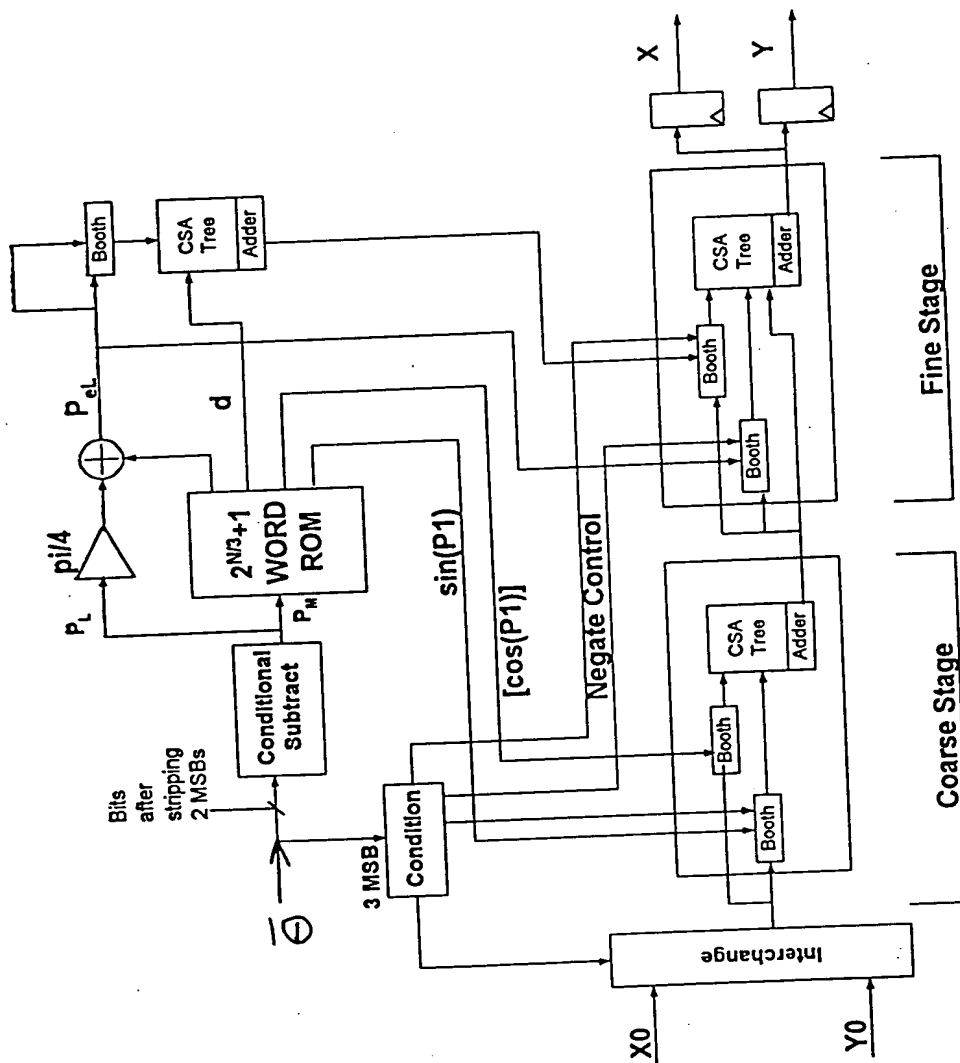 pi/4
P_L
P_eL
Booth
CSA
Tree
Adder
d
2^N/3+1
WORD
ROM
P_M
Conditional
Subtract
Bits
after
stripping
2 MSBs
Θ̅
3 MSB
Condition
sin(P1)
[cos(P1)]
Negate Control
X0
Y0
Interchange
Booth
Booth
CSA
Tree
Adder
Booth
Booth
CSA
Tree
Adder
X
Y
Coarse Stage
Fine Stage